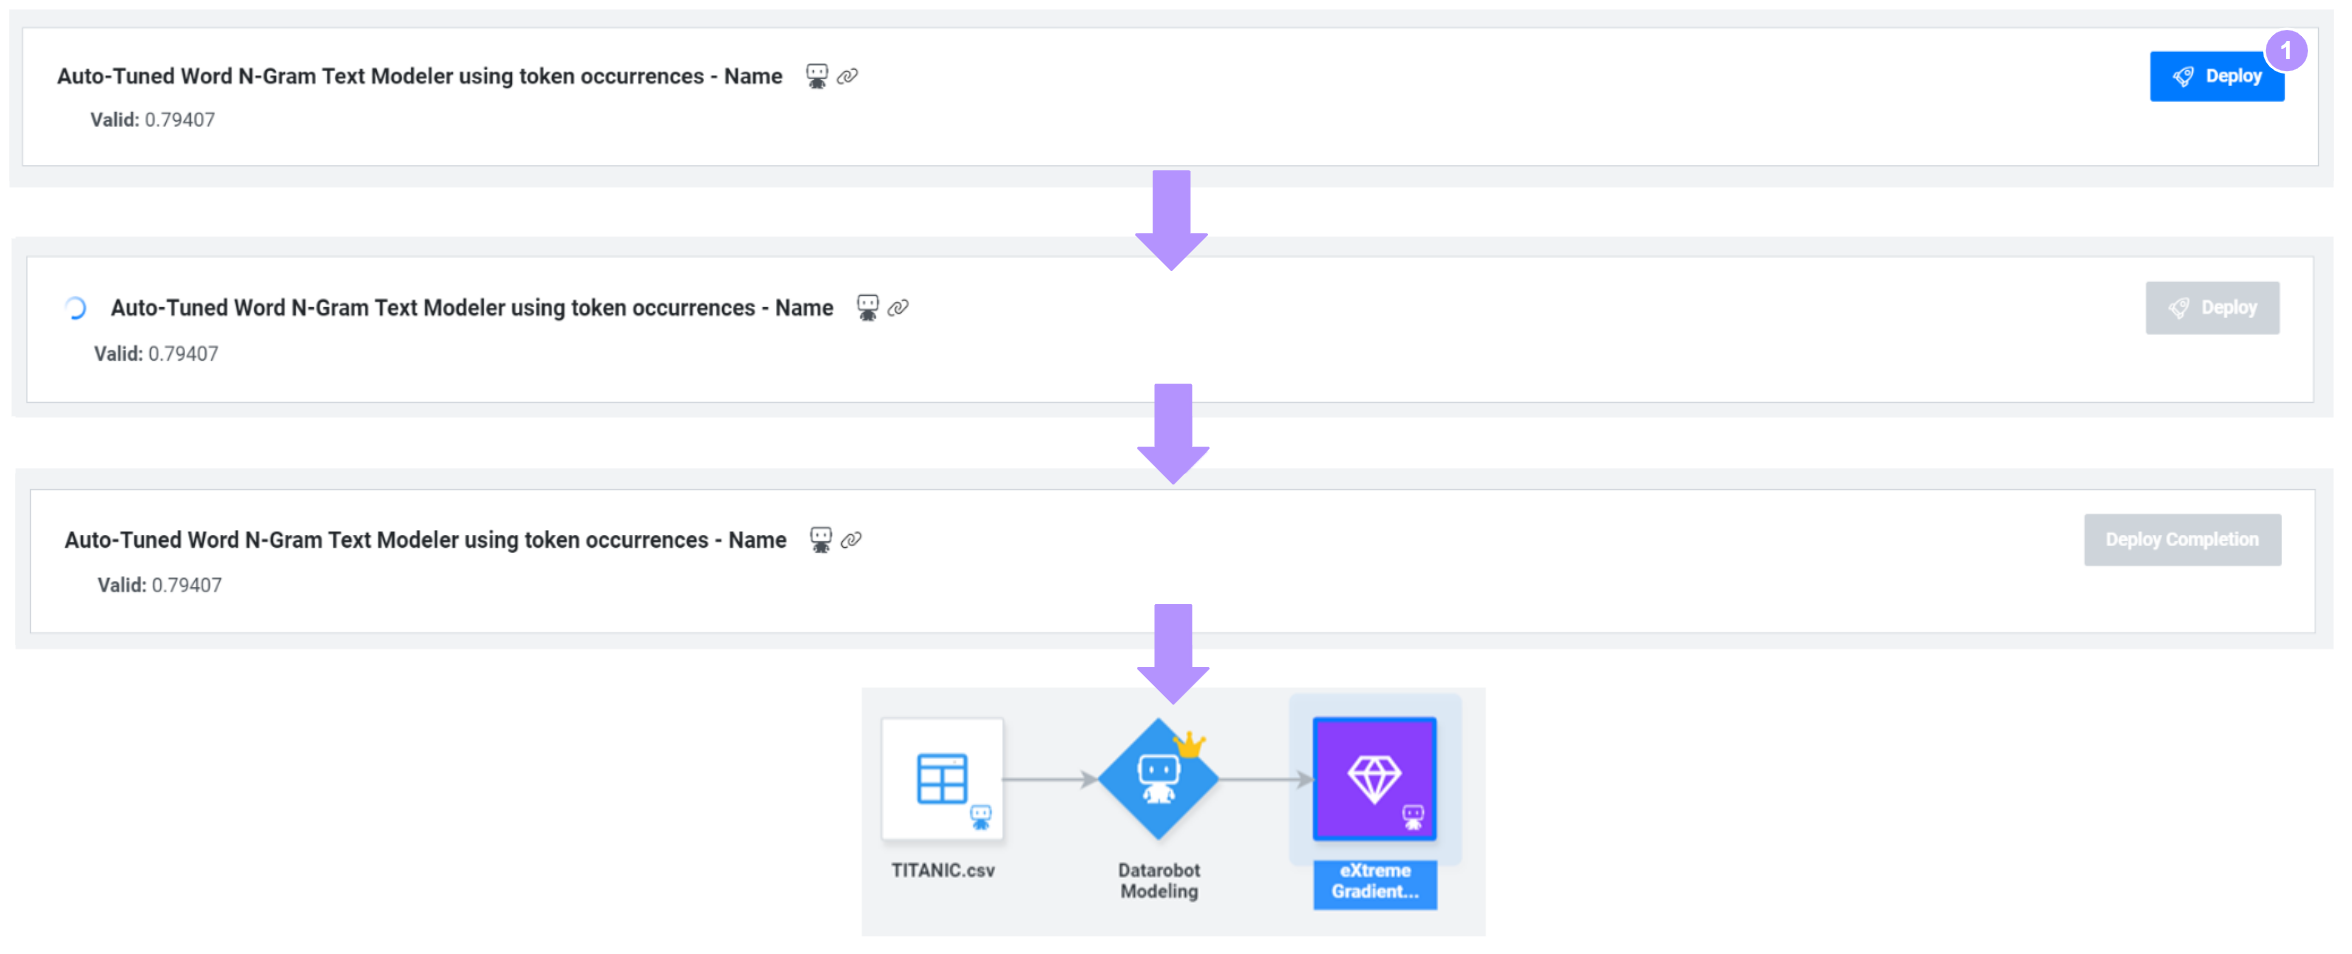 Auto-Tuned Word N-Gram Text Modeler using token occurrences - Name
Deploy
1
Valid: 0.79407
Auto-Tuned Word N-Gram Text Modeler using token occurrences - Name
Deploy
Valid: 0.79407
Auto-Tuned Word N-Gram Text Modeler using token occurrences - Name
Deploy Completion
Valid: 0.79407
TITANIC.csv
Datarobot
Modeling
eXtreme
Gradient...